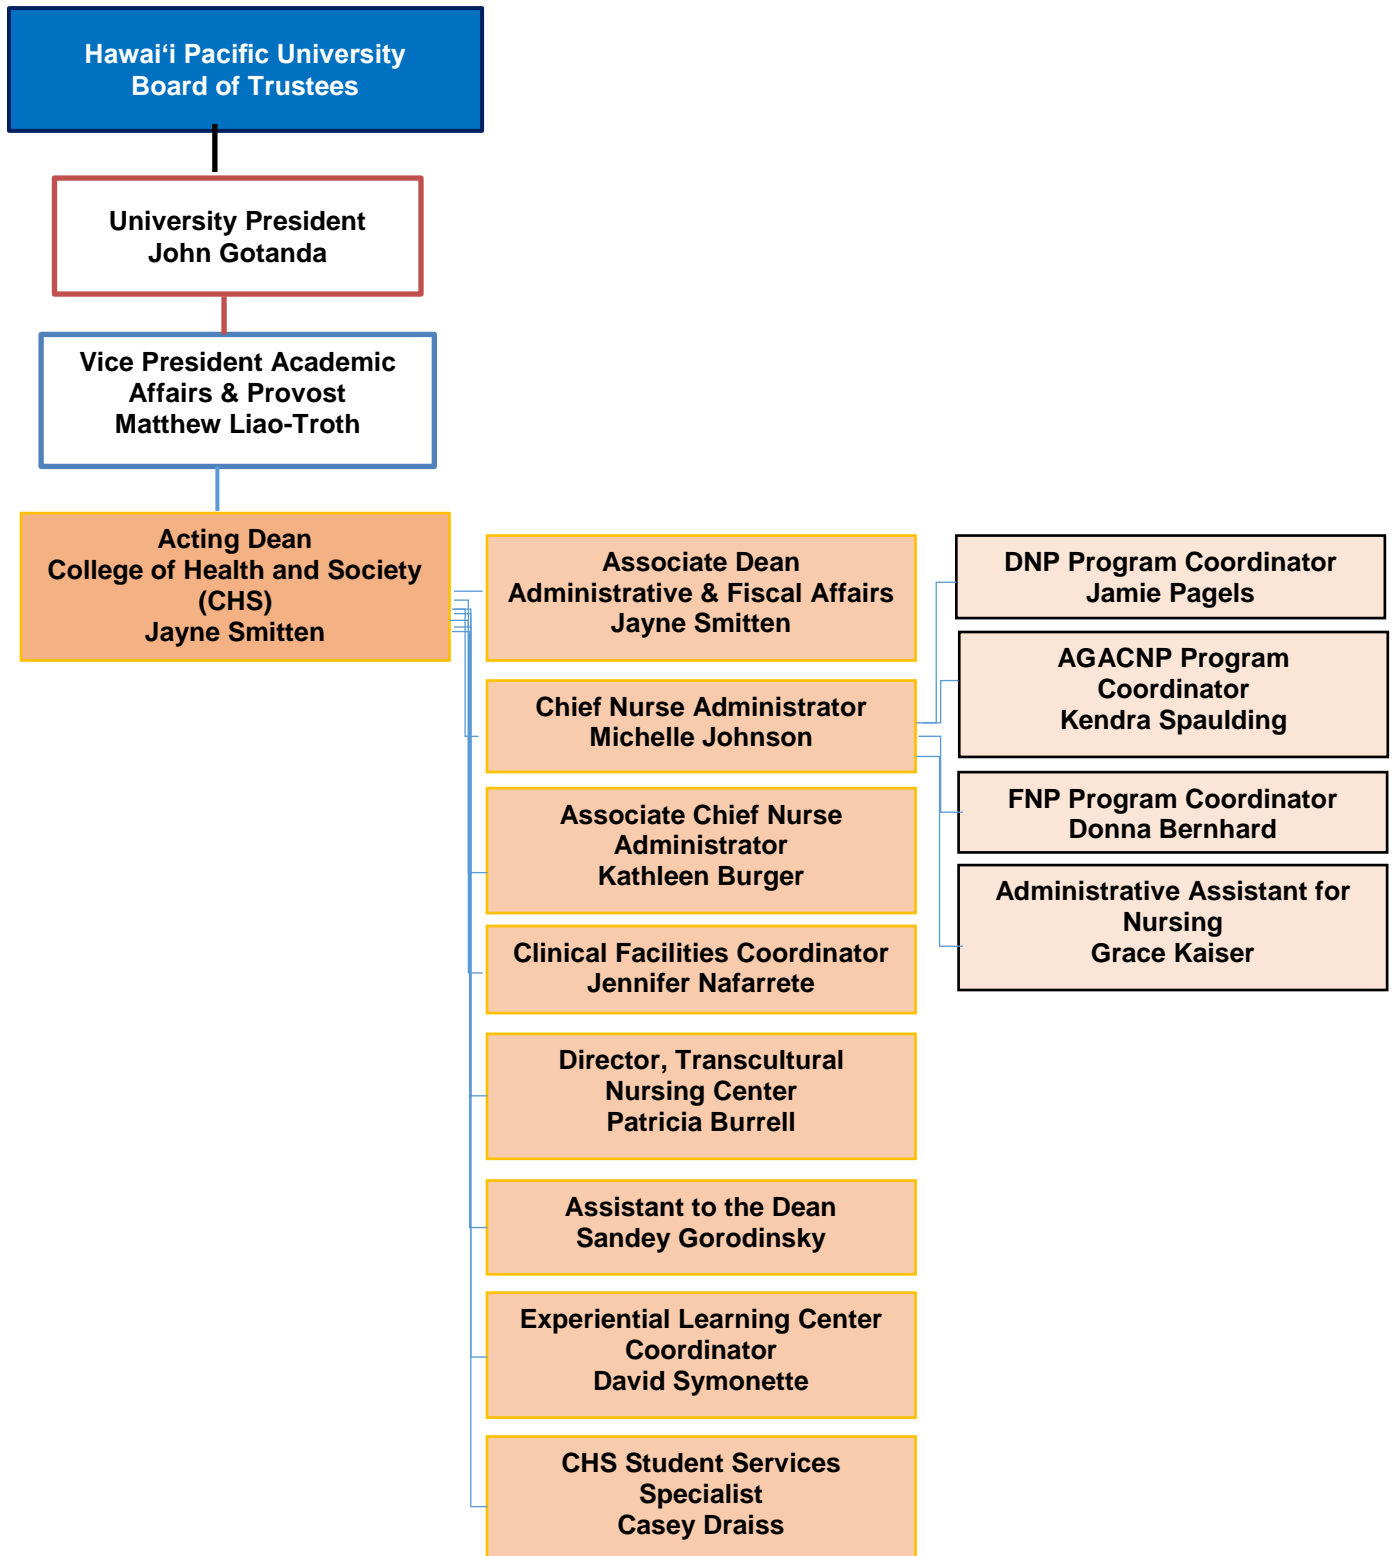 Hawaiʻi Pacific University
Board of Trustees
University President
John Gotanda
Vice President Academic
Affairs & Provost
Matthew Liao-Troth
Acting Dean
College of Health and Society
(CHS)
Jayne Smitten
Associate Dean
Administrative & Fiscal Affairs
Jayne Smitten
Chief Nurse Administrator
Michelle Johnson
Associate Chief Nurse
Administrator
Kathleen Burger
Clinical Facilities Coordinator
Jennifer Nafarrete
Director, Transcultural
Nursing Center
Patricia Burrell
Assistant to the Dean
Sandey Gorodinsky
Experiential Learning Center
Coordinator
David Symonette
CHS Student Services
Specialist
Casey Draiss
DNP Program Coordinator
Jamie Pagels
AGACNP Program
Coordinator
Kendra Spaulding
FNP Program Coordinator
Donna Bernhard
Administrative Assistant for
Nursing
Grace Kaiser